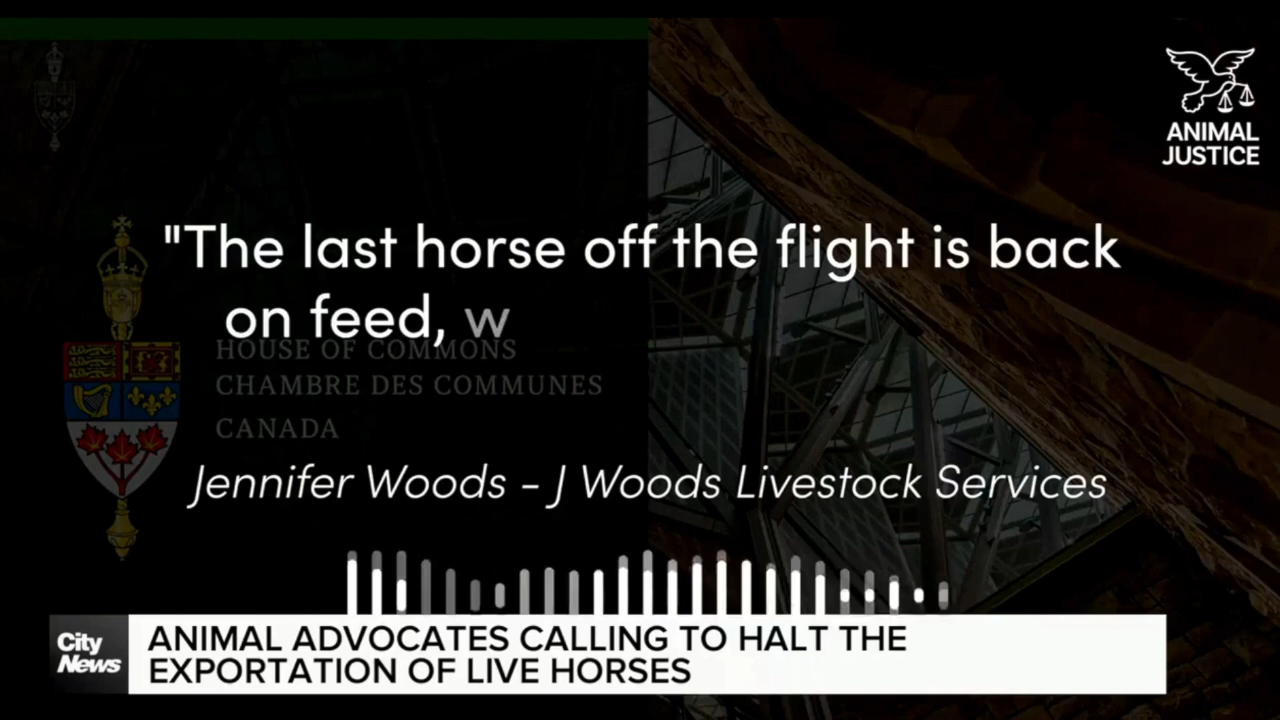 ANIMAL
JUSTICE
"The last horse off the flight is back
on feed, w
HOUSE OF COMMONS
CHAMBRE DES COMMUNES
CANADA
Jennifer Woods - J Woods Livestock Services
City
News
ANIMAL ADVOCATES CALLING TO HALT THE
EXPORTATION OF LIVE HORSES